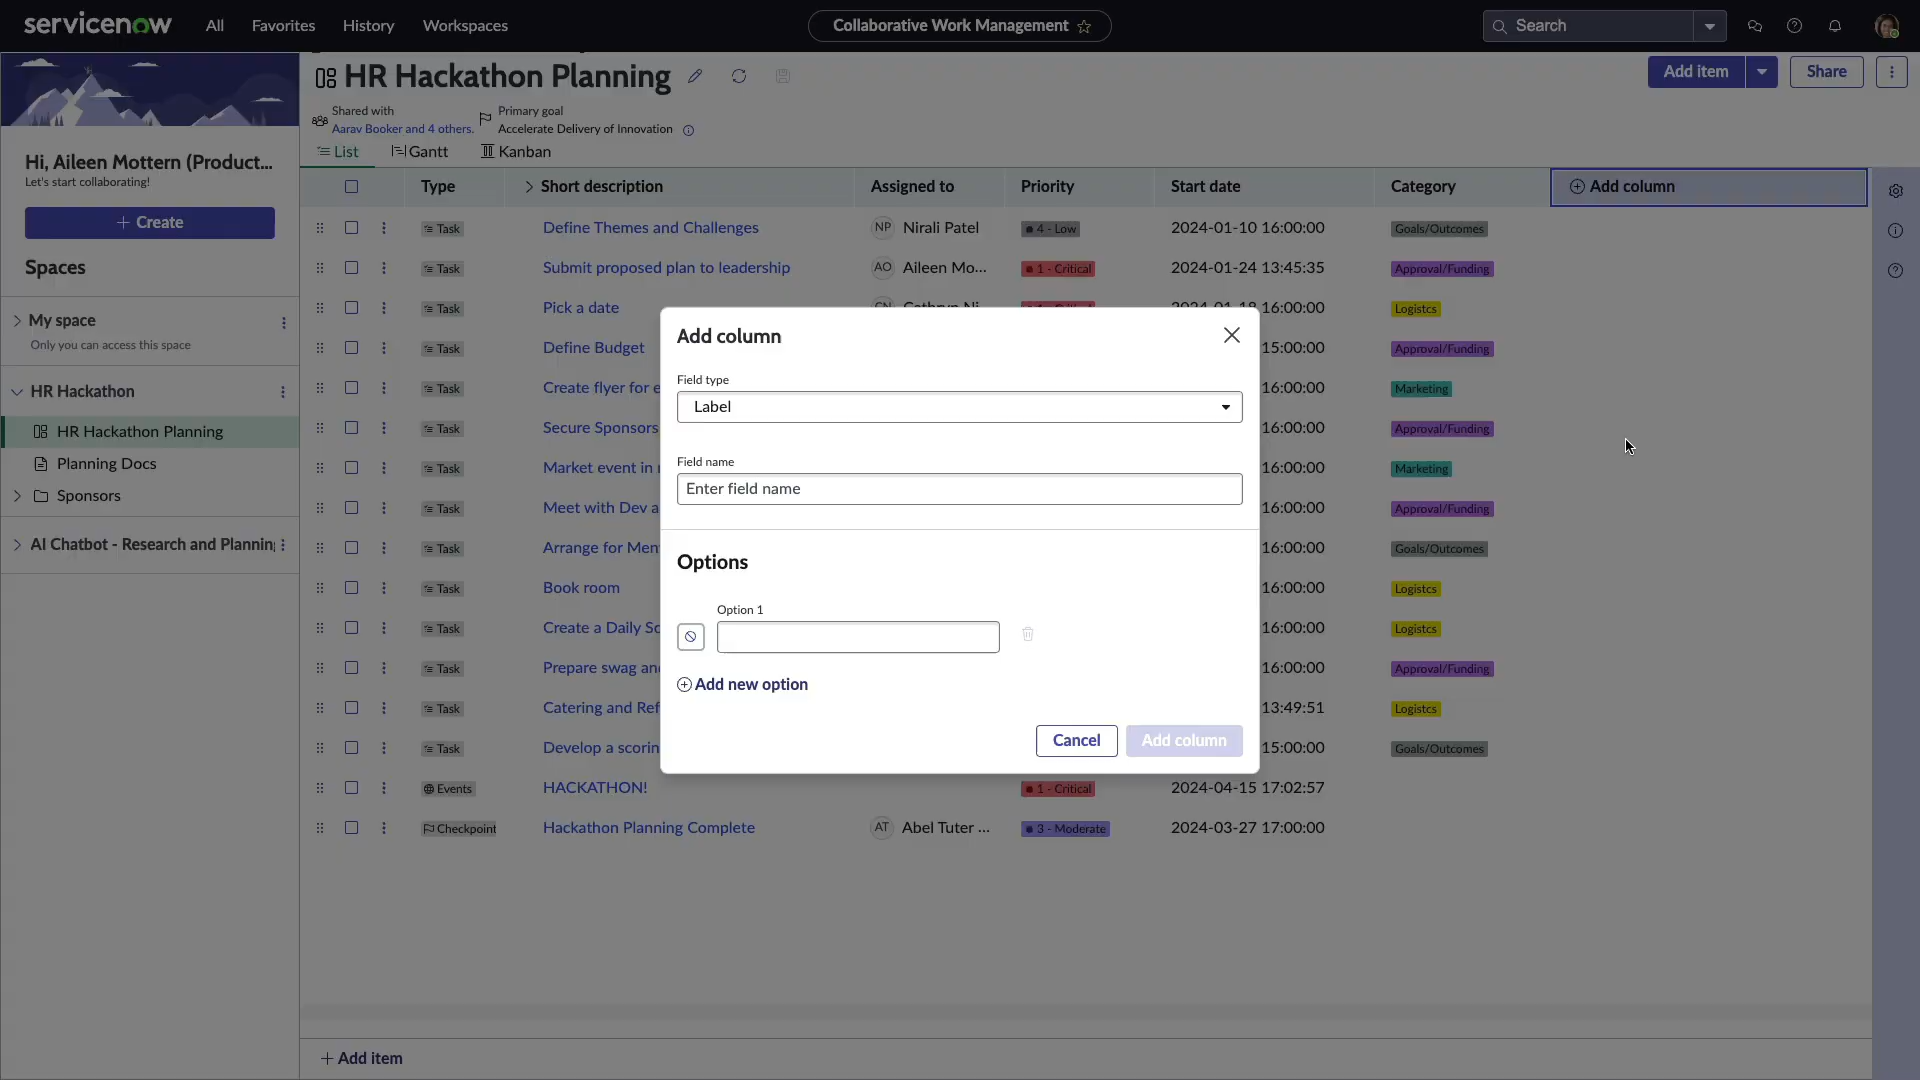 servicenow All Favorites History Workspaces Collaborative Work Management Search
HR Hackathon Planning Add item Share
Shared with Primary goal
Aarav Booker and 4 others. Accelerate Delivery of Innovation
List Gantt Kanban
Hi, Aileen Mottern (Product...
Let's start collaborating!
+ Create
Spaces
My space
Only you can access this space
HR Hackathon
HR Hackathon Planning
Planning Docs
Sponsors
AI Chatbot - Research and Planning
Type Short description Assigned to Priority Start date Category Add column
Task Define Themes and Challenges NP Nirali Patel 4 - Low 2024-01-10 16:00:00 Goals/Outcomes
Task Submit proposed plan to leadership AO Aileen Mo... 1 - Critical 2024-01-24 13:45:35 Approval/Funding
Task Pick a date CN Cathryn Ni 2024-01-18 16:00:00 Logistcs
Task Define Budget 15:00:00 Approval/Funding
Task Create flyer for e 16:00:00 Marketing
Task Secure Sponsors 16:00:00 Approval/Funding
Task Market event in 16:00:00 Marketing
Task Meet with Dev a 16:00:00 Approval/Funding
Task Arrange for Men 16:00:00 Goals/Outcomes
Task Book room 16:00:00 Logistcs
Task Create a Daily Sc 16:00:00 Logistcs
Task Prepare swag an 16:00:00 Approval/Funding
Task Catering and Ref 13:49:51 Logistcs
Task Develop a scorin 15:00:00 Goals/Outcomes
Events HACKATHON! 1 - Critical 2024-04-15 17:02:57
Checkpoint Hackathon Planning Complete AT Abel Tuter ... 3 - Moderate 2024-03-27 17:00:00
+ Add item
Add column
Field type
Label
Field name
Enter field name
Options
Option 1
Add new option
Cancel Add column